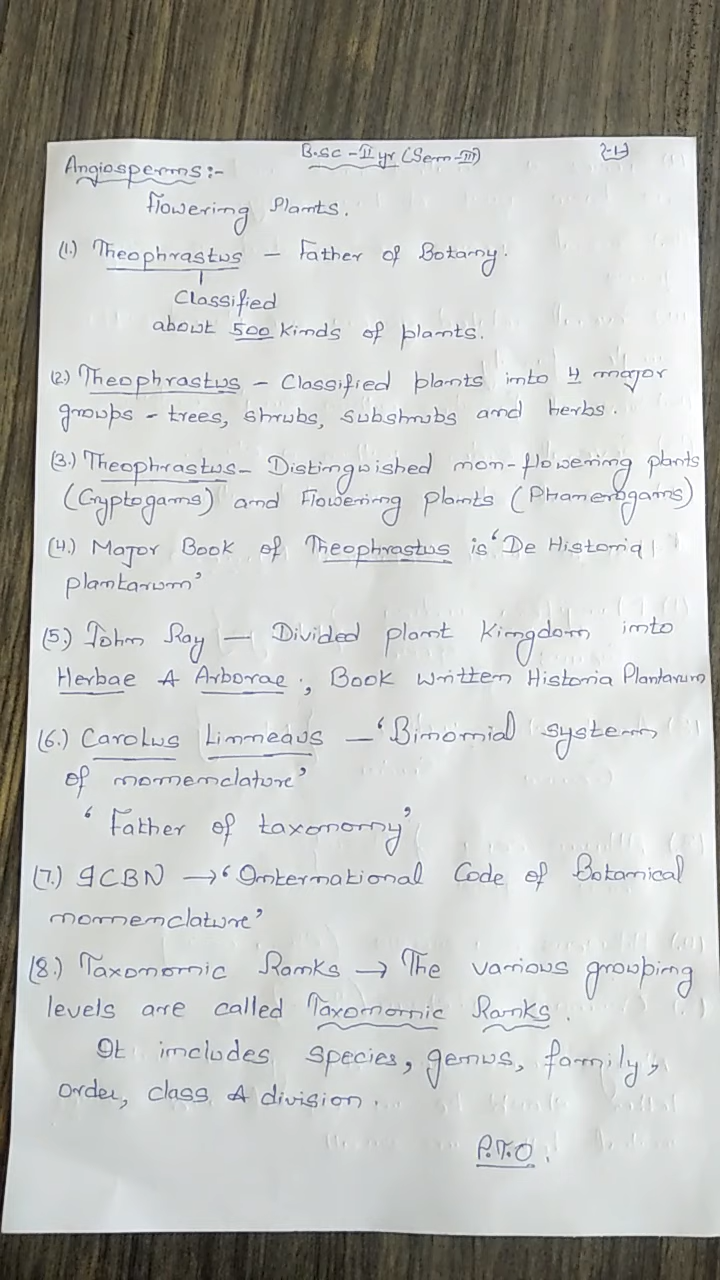 B.sc - II yr (Sem-III)
Angiosperms:-
Flowering Plants.
(1.) Theophrastus - Father of Botany.
Classified
about 500 kinds of plants.
(2.) Theophrastus - Classified plants into 4 major
groups - trees, shrubs, subshrubs and herbs.
(3.) Theophrastus - Distinguished non-flowering plants
(Cryptogams) and Flowering Plants (Phanerogams)
(4.) Major Book of Theophrastus is 'De Historia
plantarum'
(5.) John Ray — Divided plant Kingdom into
Herbae & Arborae; Book written Historia Plantarum
(6.) Carolus Linneaus — 'Binomial system
of nomenclature'
'Father of taxonomy'
(7.) ICBN → 'International Code of Botanical
nomenclature'
(8.) Taxonomic Ranks → The various grouping
levels are called Taxonomic Ranks.
It includes species, genus, family,
order, class & division.
P.T.O.